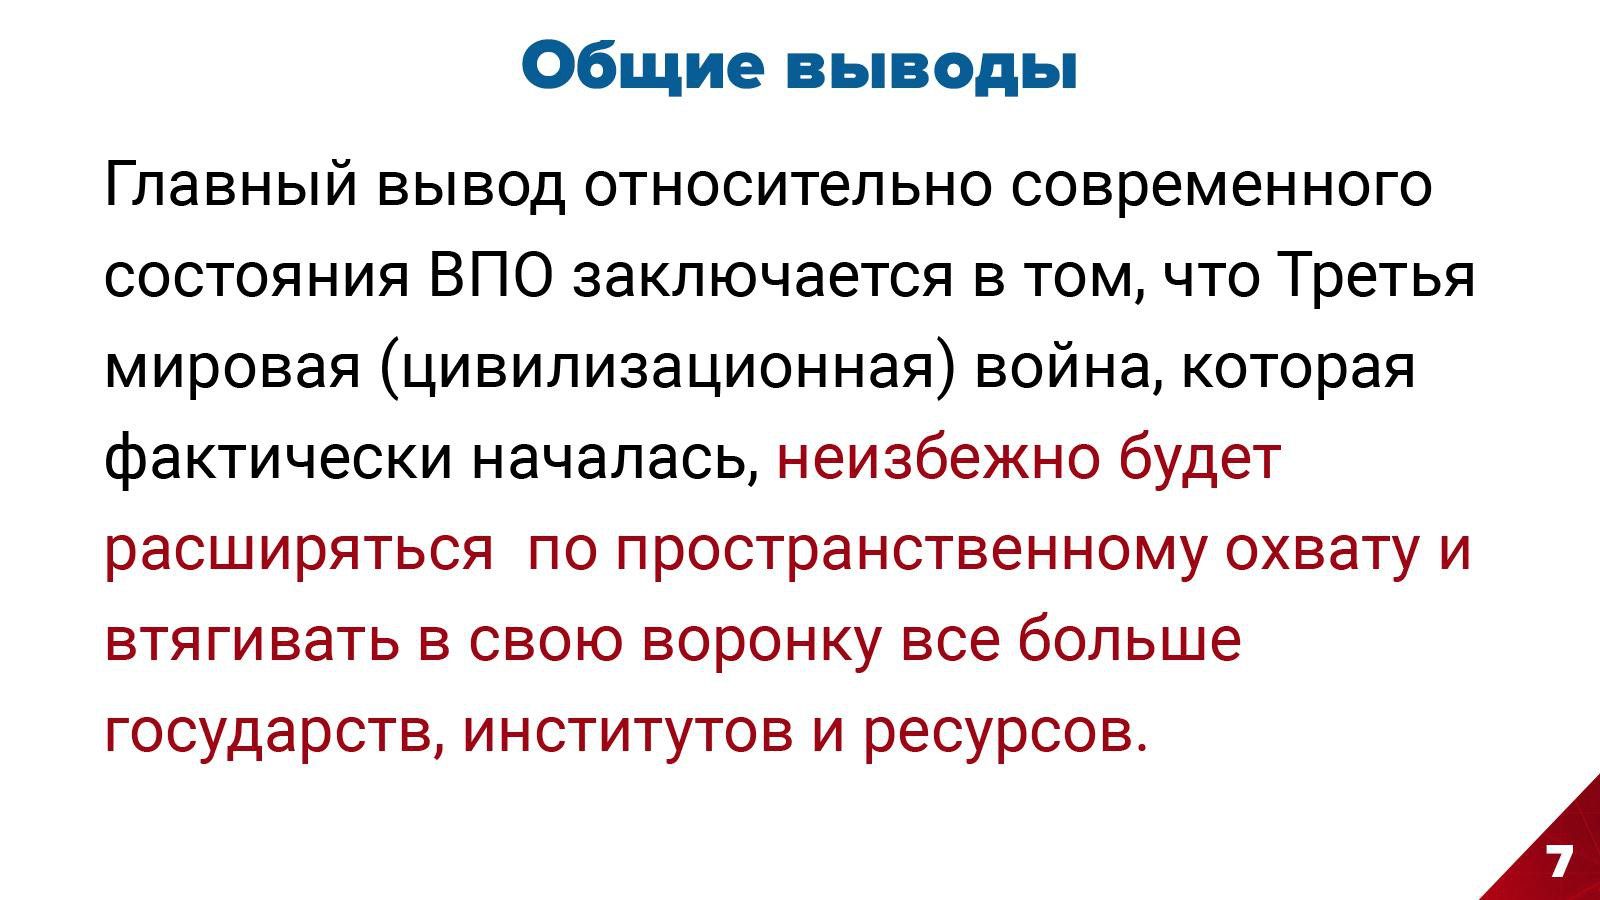 Общие выводы
Главный вывод относительно современного
состояния ВПО заключается в том, что Третья
мировая (цивилизационная) война, которая
фактически началась, неизбежно будет
расширяться  по пространственному охвату и
втягивать в свою воронку все больше
государств, институтов и ресурсов.
7